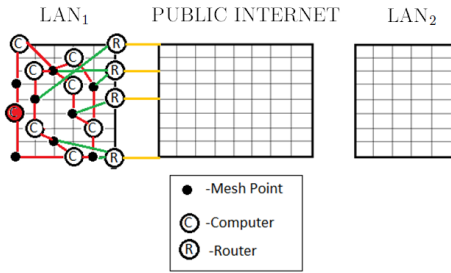 LAN₁ PUBLIC INTERNET LAN₂
C R
C C R
C R
C
C C
C R
-Mesh Point
C -Computer
R -Router